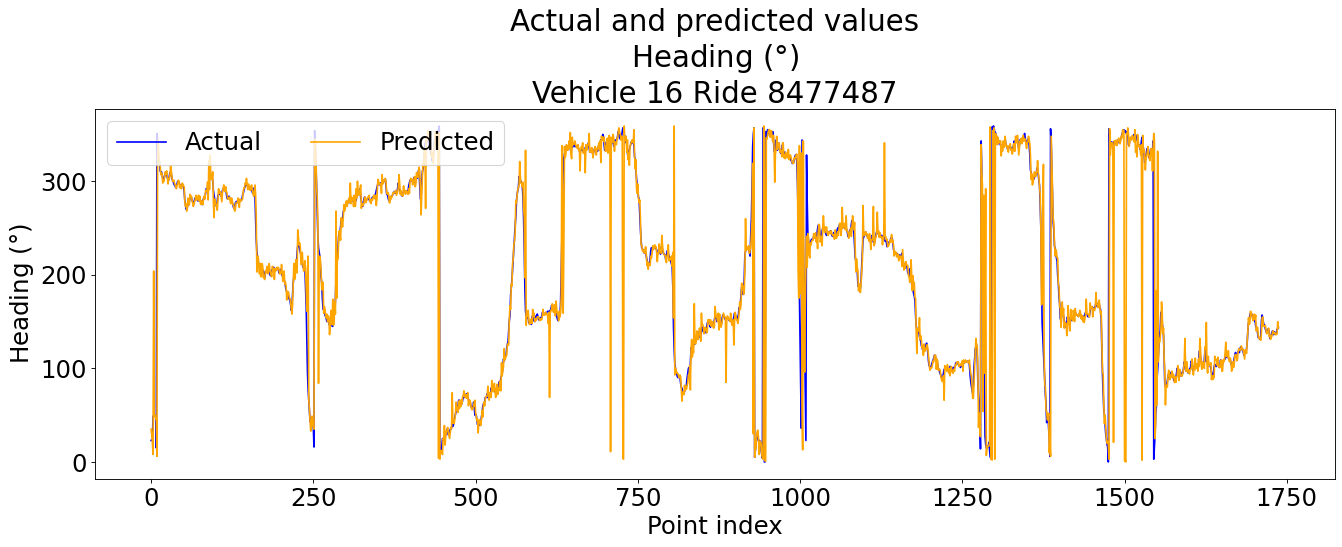 Actual and predicted values
Heading (°)
Vehicle 16 Ride 8477487
Actual Predicted
Heading (°)
300
200
100
0
0 250 500 750 1000 1250 1500 1750
Point index